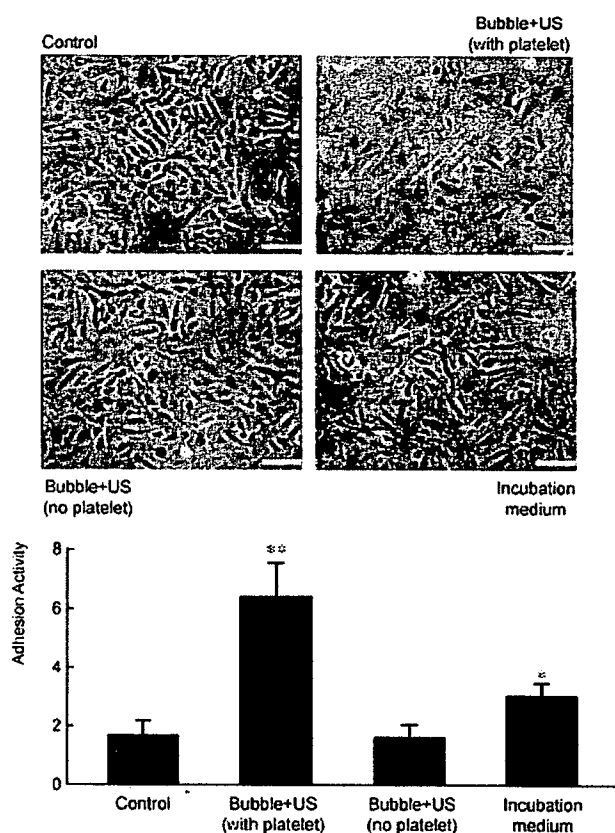 Control
Bubble+US
(with platelet)
Bubble+US
(no platelet)
Incubation
medium
Adhesion Activity
8
6
4
2
0
**
*
Control
Bubble+US
(with platelet)
Bubble+US
(no platelet)
Incubation
medium